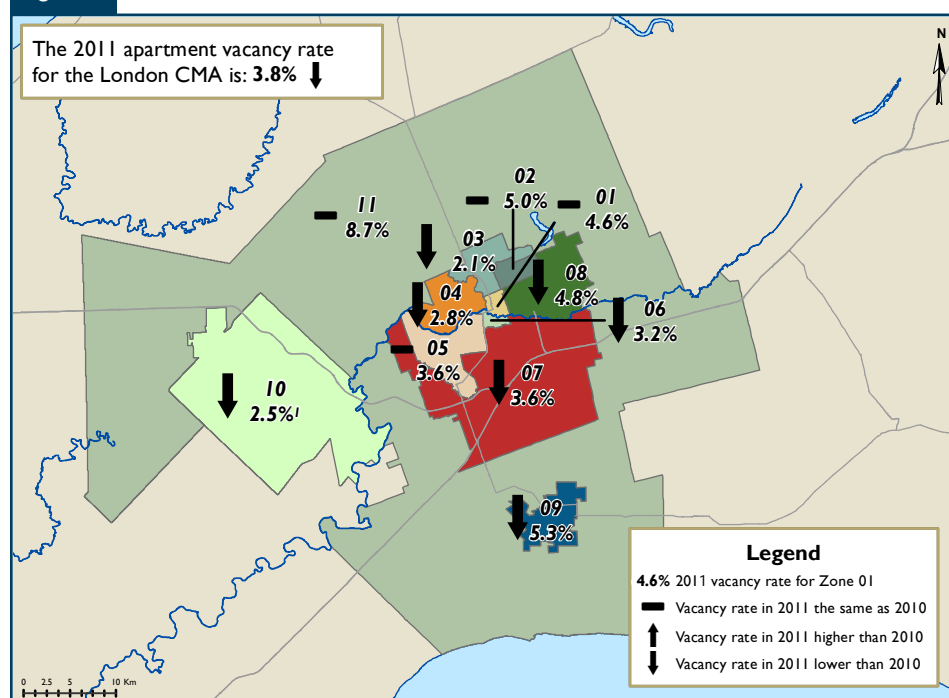 The 2011 apartment vacancy rate
for the London CMA is: 3.8%
N
02
5.0%
01
4.6%
11
8.7%
03
2.1%
08
4.8%
04
2.8%
06
3.2%
05
3.6%
07
3.6%
10
2.5%¹
09
5.3%
Legend
4.6% 2011 vacancy rate for Zone 01
Vacancy rate in 2011 the same as 2010
Vacancy rate in 2011 higher than 2010
Vacancy rate in 2011 lower than 2010
0 2.5 5 10 Km